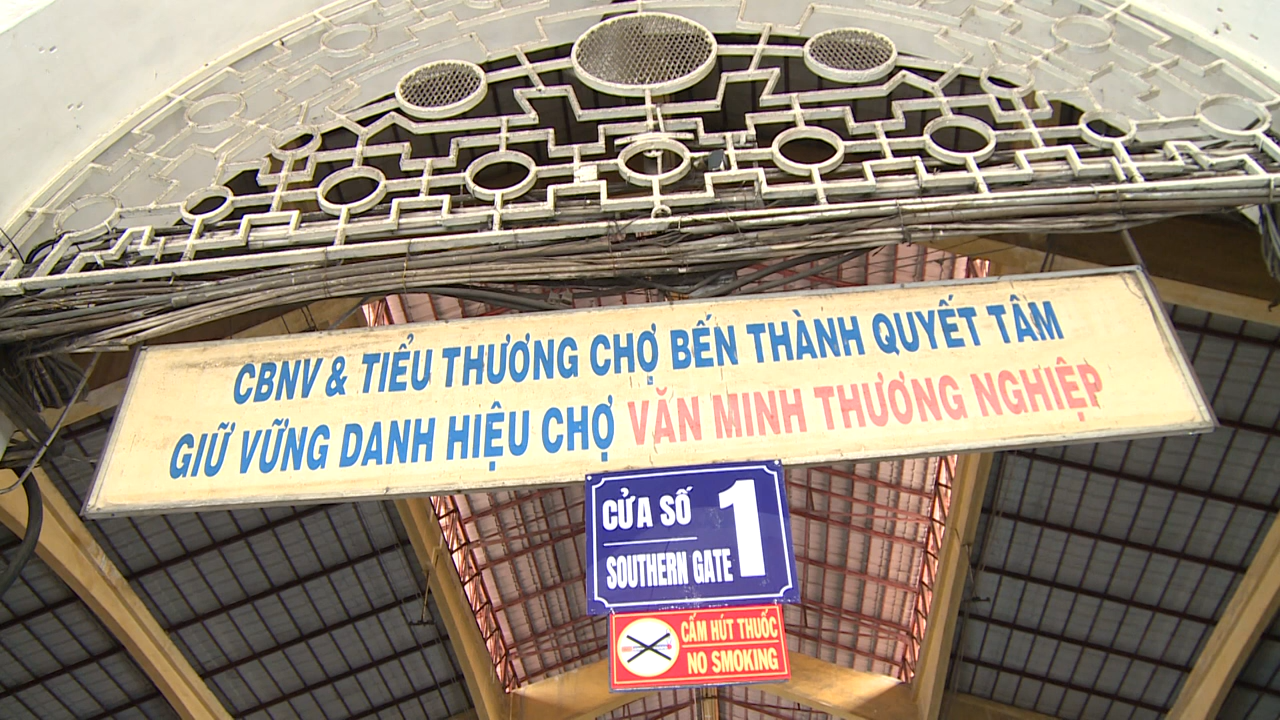 CBNV & TIỂU THƯƠNG CHỢ BẾN THÀNH QUYẾT TÂM
GIỮ VỮNG DANH HIỆU CHỢ VĂN MINH THƯƠNG NGHIỆP
CỬA SỐ 1
SOUTHERN GATE
CẤM HÚT THUỐC
NO SMOKING